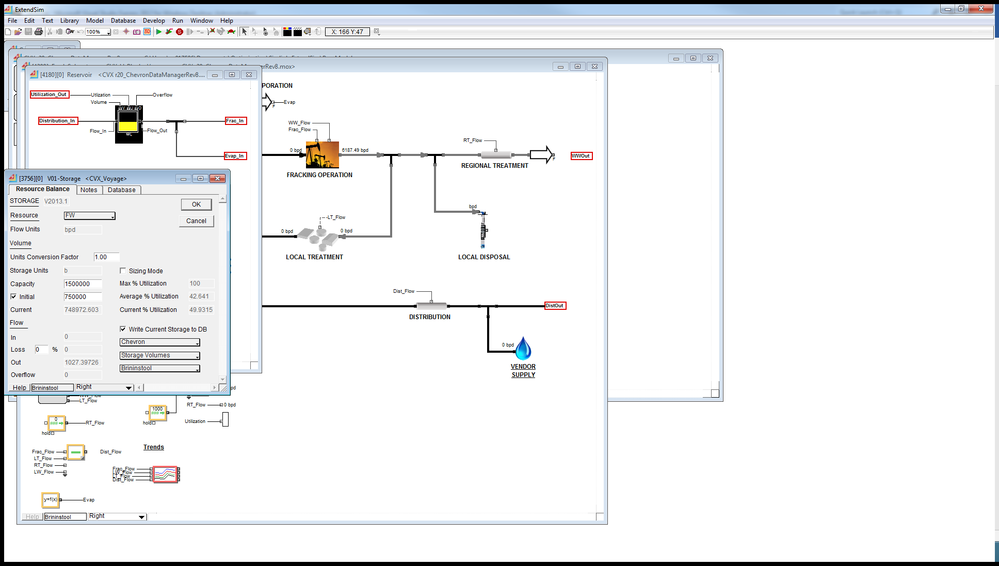 ExtendSim
File Edit Text Library Model Database Develop Run Window Help
100% 3D S X: 166 Y:47
rRev8.mox>
[4180][0] Reservoir <CVX r20_ChevronDataManagerRev8....
Utilization_Out
Utlization
Overflow
Volume
V U O
Distribution_In
Frac_In
Flow_In
L
Flow_Out
Evap_In
PORATION
F
Evap
WW_Flow
Frac_Flow
0 bpd
6187.49 bpd
FRACKING OPERATION
RT_Flow
REGIONAL TREATMENT
F
WWOut
LT_Flow
0 bpd
0 bpd
LOCAL TREATMENT
bpd
LOCAL DISPOSAL
Dist_Flow
DISTRIBUTION
DistOut
0 bpd
VENDOR
SUPPLY
[3756][0] V01-Storage <CVX_Voyage>
Resource Balance Notes Database
STORAGE V2013.1
OK
Resource FW
Cancel
Flow Units bpd
Volume
Units Conversion Factor 1.00
Storage Units b
Sizing Mode
Capacity 1500000
Max % Utilization 100
Initial 750000
Average % Utilization 42.641
Current 748972.603
Current % Utilization 49.9315
Flow
Write Current Storage to DB
In 0
Chevron
Loss 0 % 0
Storage Volumes
Out 1027.39726
Brininstool
Overflow 0
Help Brininstool Right
pd
WW_Flow
LT_Flow
RT_Flow 0 bpd
1000
hold
Utilization
0
RT_Flow
hold
Trends
Frac_Flow
LT_Flow
RT_Flow
LW_Flow
Dist_Flow
Frac_Flow
LW_Flow
LT_Flow
Dist_Flow
y=f(x)
Evap
Help Brininstool Right